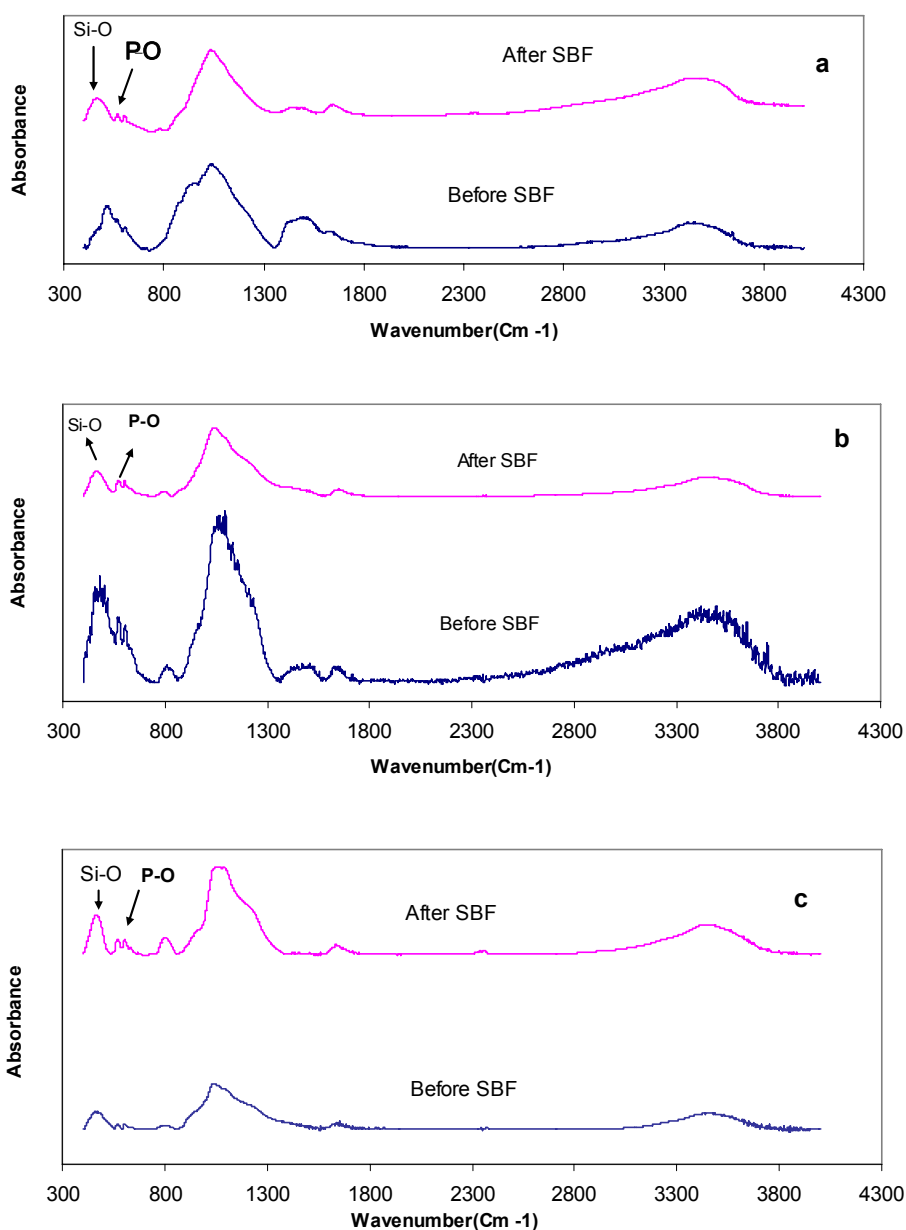 Si-O
P-O
After SBF
a
Before SBF
Absorbance
300 800 1300 1800 2300 2800 3300 3800 4300
Wavenumber(Cm -1)
Si-O
P-O
b
After SBF
Before SBF
Absorbance
300 800 1300 1800 2300 2800 3300 3800 4300
Wavenumber(Cm-1)
Si-O
P-O
c
After SBF
Before SBF
Absorbance
300 800 1300 1800 2300 2800 3300 3800 4300
Wavenumber(Cm -1)